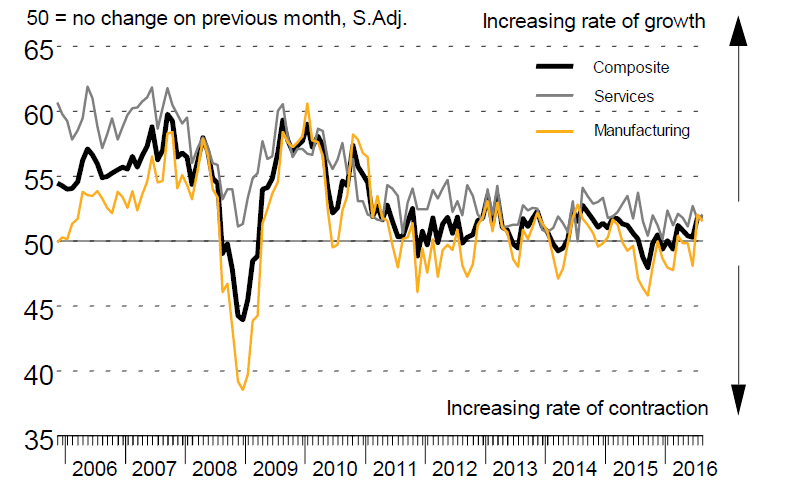 50 = no change on previous month, S.Adj.
Increasing rate of growth
65
Composite
Services
Manufacturing
60
55
50
45
40
Increasing rate of contraction
35
2006 2007 2008 2009 2010 2011 2012 2013 2014 2015 2016